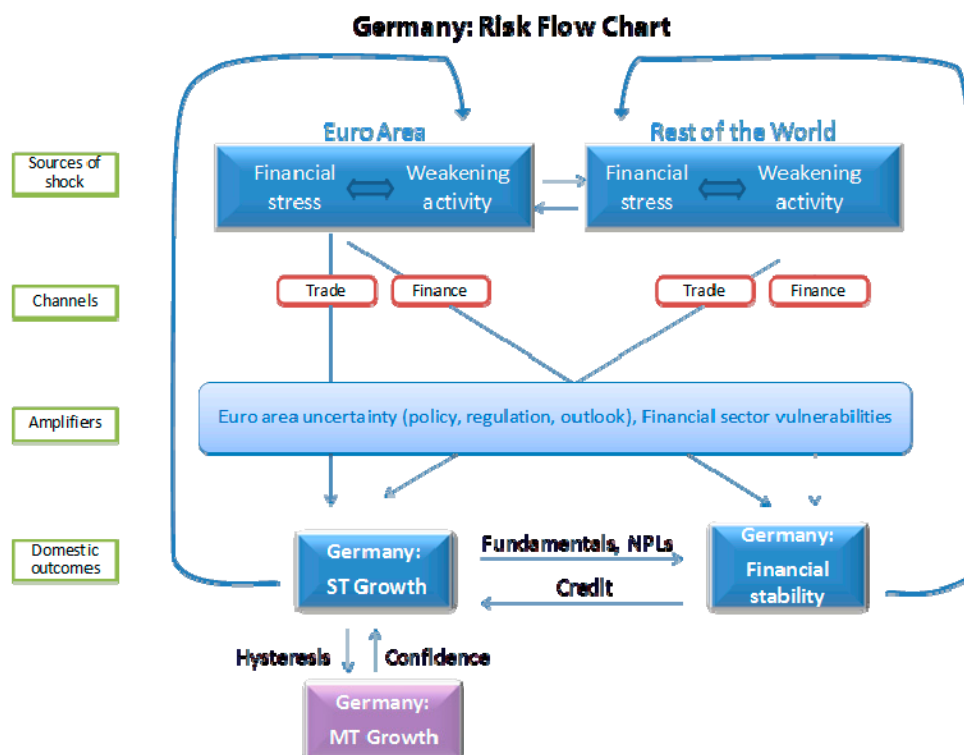 Germany: Risk Flow Chart
Euro Area
Rest of the World
Sources of
shock
Financial
stress
Weakening
activity
Financial
stress
Weakening
activity
Channels
Trade
Finance
Trade
Finance
Amplifiers
Euro area uncertainty (policy, regulation, outlook), Financial sector vulnerabilities
Domestic
outcomes
Germany:
ST Growth
Fundamentals, NPLs
Credit
Germany:
Financial
stability
Hysteresis
Confidence
Germany:
MT Growth